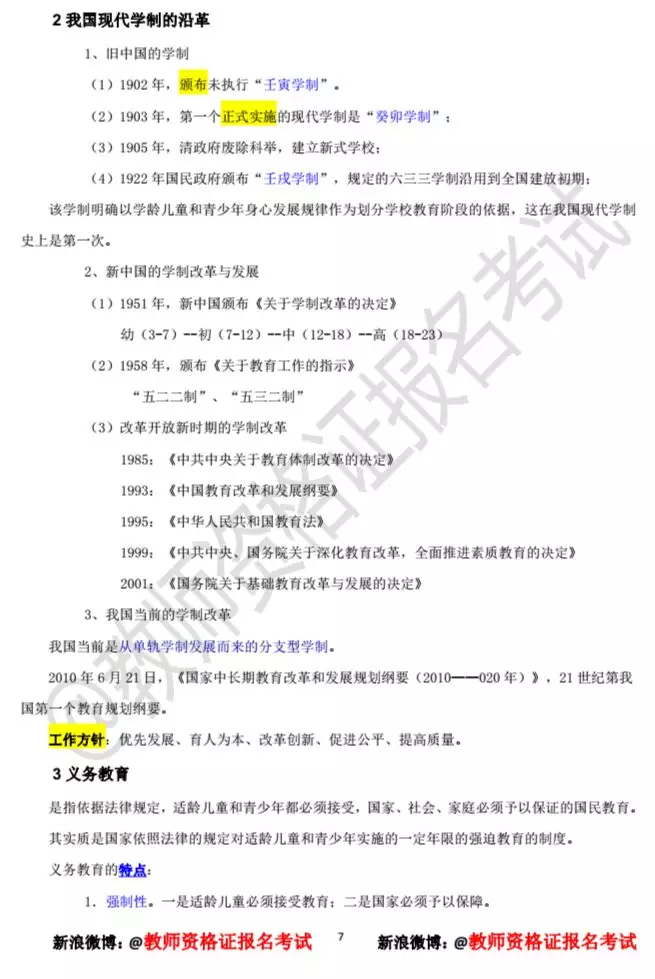 2 我国现代学制的沿革
1、旧中国的学制
（1）1902 年，颁布未执行“壬寅学制”。
（2）1903 年，第一个正式实施的现代学制是“癸卯学制”；
（3）1905 年，清政府废除科举，建立新式学校；
（4）1922 年国民政府颁布“壬戌学制”，规定的六三三学制沿用到全国建放初期；
该学制明确以学龄儿童和青少年身心发展规律作为划分学校教育阶段的依据，这在我国现代学制
史上是第一次。
2、新中国的学制改革与发展
（1）1951 年，新中国颁布《关于学制改革的决定》
幼（3-7）--初（7-12）--中（12-18）--高（18-23）
（2）1958 年，颁布《关于教育工作的指示》
“五二二制”、“五三二制”
（3）改革开放新时期的学制改革
1985：《中共中央关于教育体制改革的决定》
1993：《中国教育改革和发展纲要》
1995：《中华人民共和国教育法》
1999：《中共中央、国务院关于深化教育改革，全面推进素质教育的决定》
2001：《国务院关于基础教育改革与发展的决定》
3、我国当前的学制改革
我国当前是从单轨学制发展而来的分支型学制。
2010 年 6 月 21 日，《国家中长期教育改革和发展规划纲要（2010——020 年）》，21 世纪第我
国第一个教育规划纲要。
工作方针：优先发展、育人为本、改革创新、促进公平、提高质量。
3 义务教育
是指依据法律规定，适龄儿童和青少年都必须接受，国家、社会、家庭必须予以保证的国民教育。
其实质是国家依照法律的规定对适龄儿童和青少年实施的一定年限的强迫教育的制度。
义务教育的特点：
1. 强制性。一是适龄儿童必须接受教育；二是国家必须予以保障。
新浪微博：@教师资格证报名考试 7 新浪微博：@教师资格证报名考试
@教师资格证报名考试